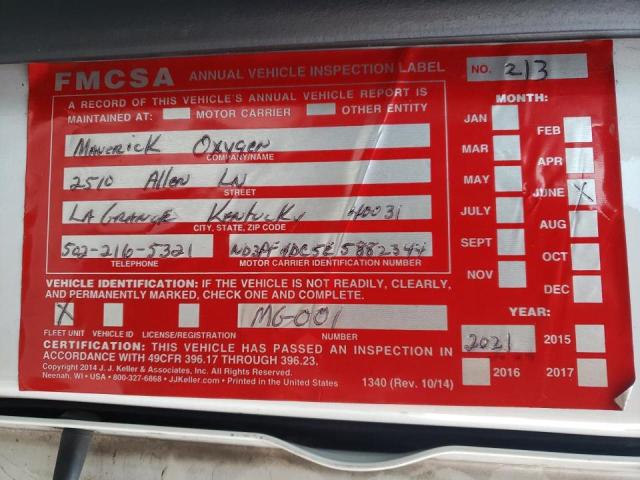 FMCSA ANNUAL VEHICLE INSPECTION LABEL NO. 213
A RECORD OF THIS VEHICLE'S ANNUAL VEHICLE REPORT IS
MAINTAINED AT: MOTOR CARRIER OTHER ENTITY
Maverick Oxygen
COMPANY/NAME
2510 Allen LN
STREET
LaGrange Kentucky 40031
CITY, STATE, ZIP CODE
502-216-5321
TELEPHONE MOTOR CARRIER IDENTIFICATION NUMBER
VEHICLE IDENTIFICATION: IF THE VEHICLE IS NOT READILY, CLEARLY,
AND PERMANENTLY MARKED, CHECK ONE AND COMPLETE.
X MG-001
FLEET UNIT VEHICLE ID LICENSE/REGISTRATION NUMBER
CERTIFICATION: THIS VEHICLE HAS PASSED AN INSPECTION IN
ACCORDANCE WITH 49CFR 396.17 THROUGH 396.23.
Copyright 2014 J. J. Keller & Associates, Inc. All Rights Reserved.
Neenah, WI • USA • 800-327-6868 • JJKeller.com • Printed in the United States 1340 (Rev. 10/14)
MONTH:
JAN FEB
MAR APR
MAY JUNE X
JULY AUG
SEPT OCT
NOV DEC
YEAR:
2021 2015
2016 2017